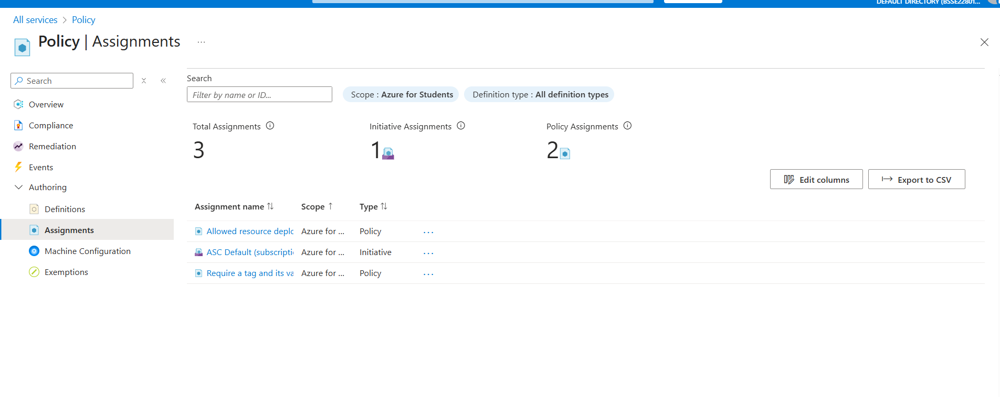 DEFAULT DIRECTORY (BSSE22801...
All services > Policy
Policy | Assignments ...
Search
Overview
Compliance
Remediation
Events
Authoring
Definitions
Assignments
Machine Configuration
Exemptions
Search
Filter by name or ID...
Scope : Azure for Students
Definition type : All definition types
Total Assignments
3
Initiative Assignments
1
Policy Assignments
2
Edit columns
Export to CSV
Assignment name Scope Type
Allowed resource deplo Azure for ... Policy ...
ASC Default (subscripti Azure for ... Initiative ...
Require a tag and its va Azure for ... Policy ...